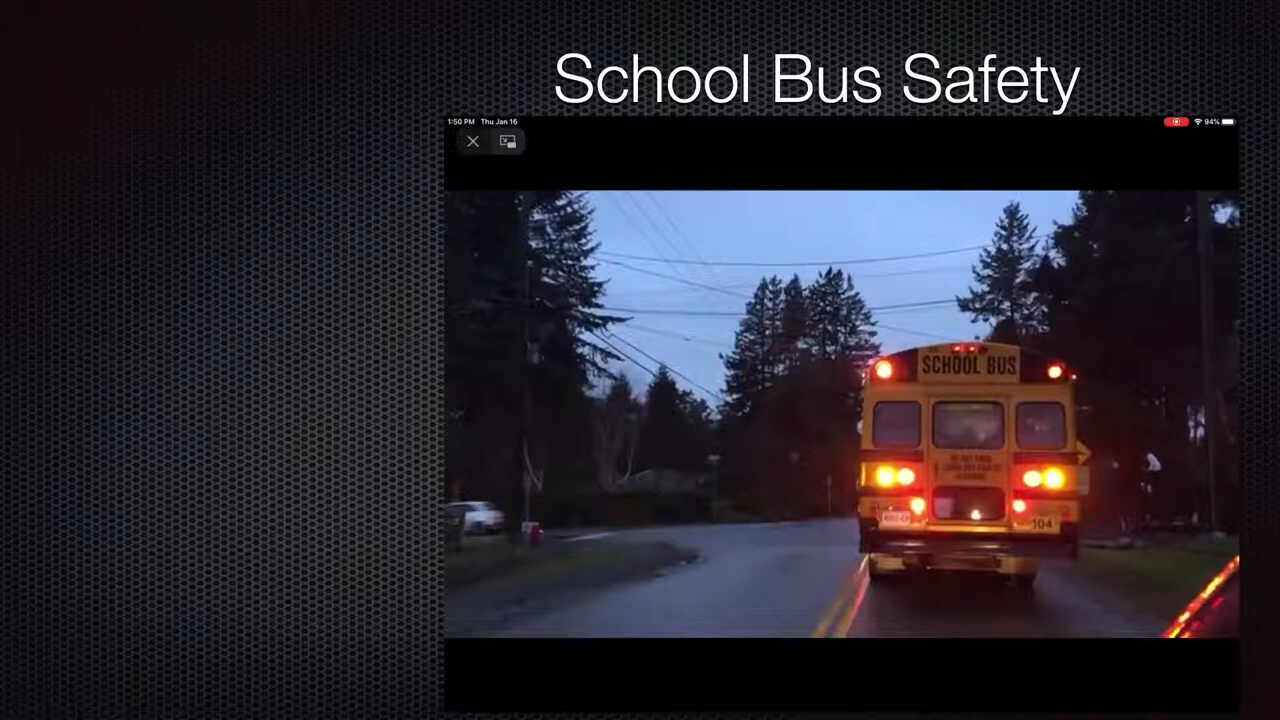 School Bus Safety
1:50 PM Thu Jan 16
94%
SCHOOL BUS
104